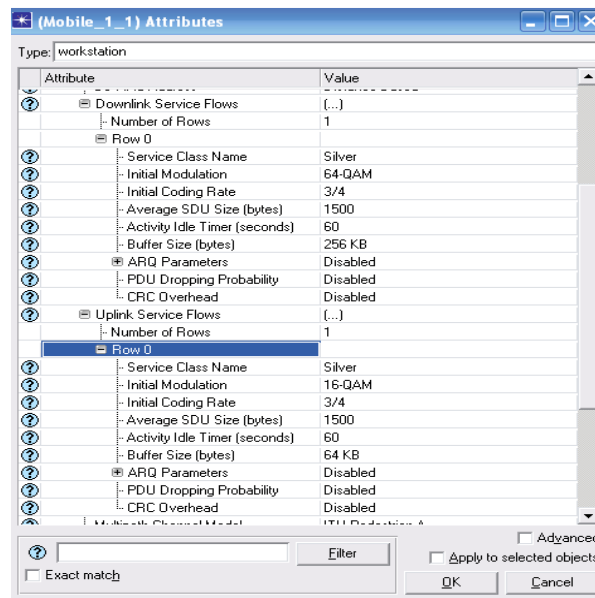 (Mobile_1_1) Attributes
Type: workstation
Attribute Value
Downlink Service Flows (...)
Number of Rows 1
Row 0
Service Class Name Silver
Initial Modulation 64-QAM
Initial Coding Rate 3/4
Average SDU Size (bytes) 1500
Activity Idle Timer (seconds) 60
Buffer Size (bytes) 256 KB
ARQ Parameters Disabled
PDU Dropping Probability Disabled
CRC Overhead Disabled
Uplink Service Flows (...)
Number of Rows 1
Row 0
Service Class Name Silver
Initial Modulation 16-QAM
Initial Coding Rate 3/4
Average SDU Size (bytes) 1500
Activity Idle Timer (seconds) 60
Buffer Size (bytes) 64 KB
ARQ Parameters Disabled
PDU Dropping Probability Disabled
CRC Overhead Disabled
Multipath Channel Model ITU Pedestrian A
Advanced
Filter
Apply to selected objects
Exact match
OK Cancel